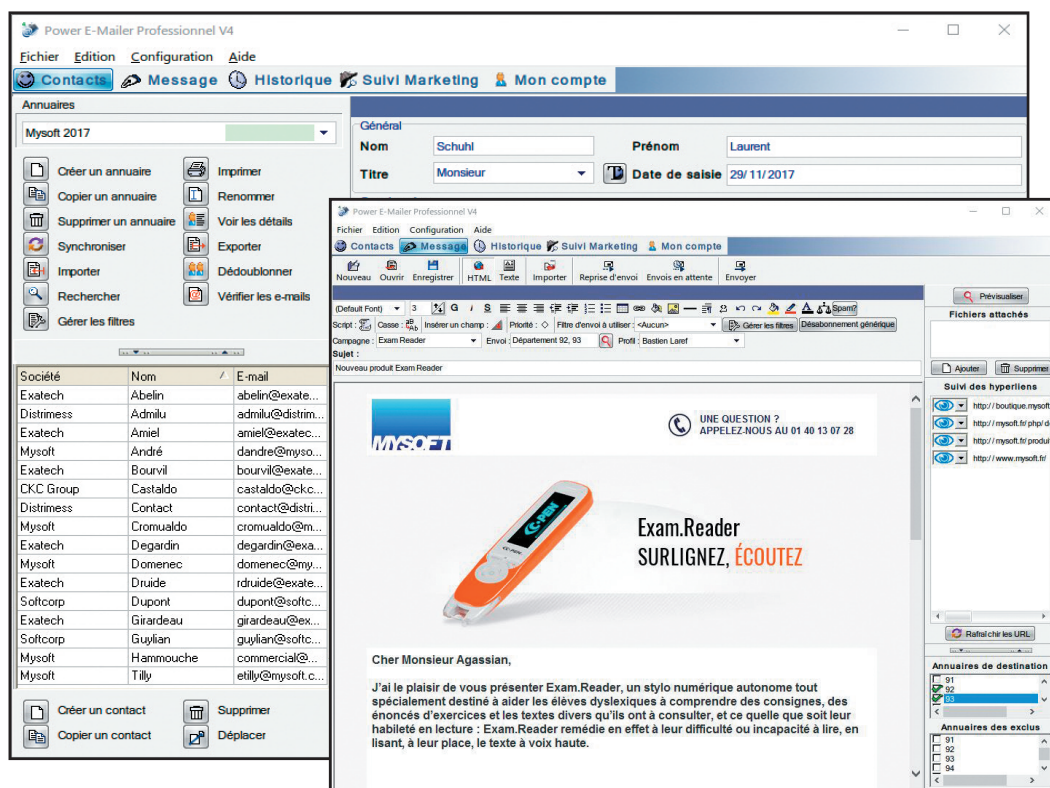 Power E-Mailer Professionnel V4
Fichier Edition Configuration Aide
Contacts Message Historique Suivi Marketing Mon compte
Annuaires
Mysoft 2017
Créer un annuaire Imprimer
Copier un annuaire Renommer
Supprimer un annuaire Voir les détails
Synchroniser Exporter
Importer Dédoublonner
Rechercher Vérifier les e-mails
Gérer les filtres
Société Nom E-mail
Exatech Abelin abelin@exate...
Distrimess Admilu admilu@distrim...
Exatech Amiel amiel@exatec...
Mysoft André dandre@myso...
Exatech Bourvil bourvil@exate...
CKC Group Castaldo castaldo@ckc...
Distrimess Contact contact@distri...
Mysoft Cromualdo cromualdo@m...
Exatech Degardin degardin@exa...
Mysoft Domenec domenec@my...
Exatech Druide rdruide@exate...
Softcorp Dupont dupont@softc...
Exatech Girardeau girardeau@ex...
Softcorp Guylian guylian@softc...
Mysoft Hammouche commercial@...
Mysoft Tilly etilly@mysoft.c...
Créer un contact Supprimer
Copier un contact Déplacer
Général
Nom Schuhl Prénom Laurent
Titre Monsieur Date de saisie 29/11/2017
Power E-Mailer Professionnel V4
Fichier Edition Configuration Aide
Contacts Message Historique Suivi Marketing Mon compte
Nouveau Ouvrir Enregistrer HTML Texte Importer Reprise d'envoi Envois en attente Envoyer
(Default Font) 3 G I S Spam?
Script : Casse : Insérer un champ : Priorité : Filtre d'envoi à utiliser : <Aucun> Gérer les filtres Désabonnement générique
Campagne : Exam Reader Envoi : Département 92, 93 Profil : Bastien Laref
Sujet :
Nouveau produit Exam Reader
MYSOFT
UNE QUESTION ?
APPELEZ-NOUS AU 01 40 13 07 28
C-PEN
C-PEN
Exam.Reader
SURLIGNEZ, ÉCOUTEZ
Cher Monsieur Agassian,
J'ai le plaisir de vous présenter Exam.Reader, un stylo numérique autonome tout
spécialement destiné à aider les élèves dyslexiques à comprendre des consignes, des
énoncés d'exercices et les textes divers qu'ils ont à consulter, et ce quelle que soit leur
habileté en lecture : Exam.Reader remédie en effet à leur difficulté ou incapacité à lire, en
lisant, à leur place, le texte à voix haute.
Prévisualiser
Fichiers attachés
Ajouter Supprimer
Suivi des hyperliens
http://boutique.mysoft
http://mysoft.fr/php/d
http://mysoft.fr/produi
http://www.mysoft.fr/
Rafraîchir les URL
Annuaires de destination
91
92
93
Annuaires des exclus
91
92
93
94